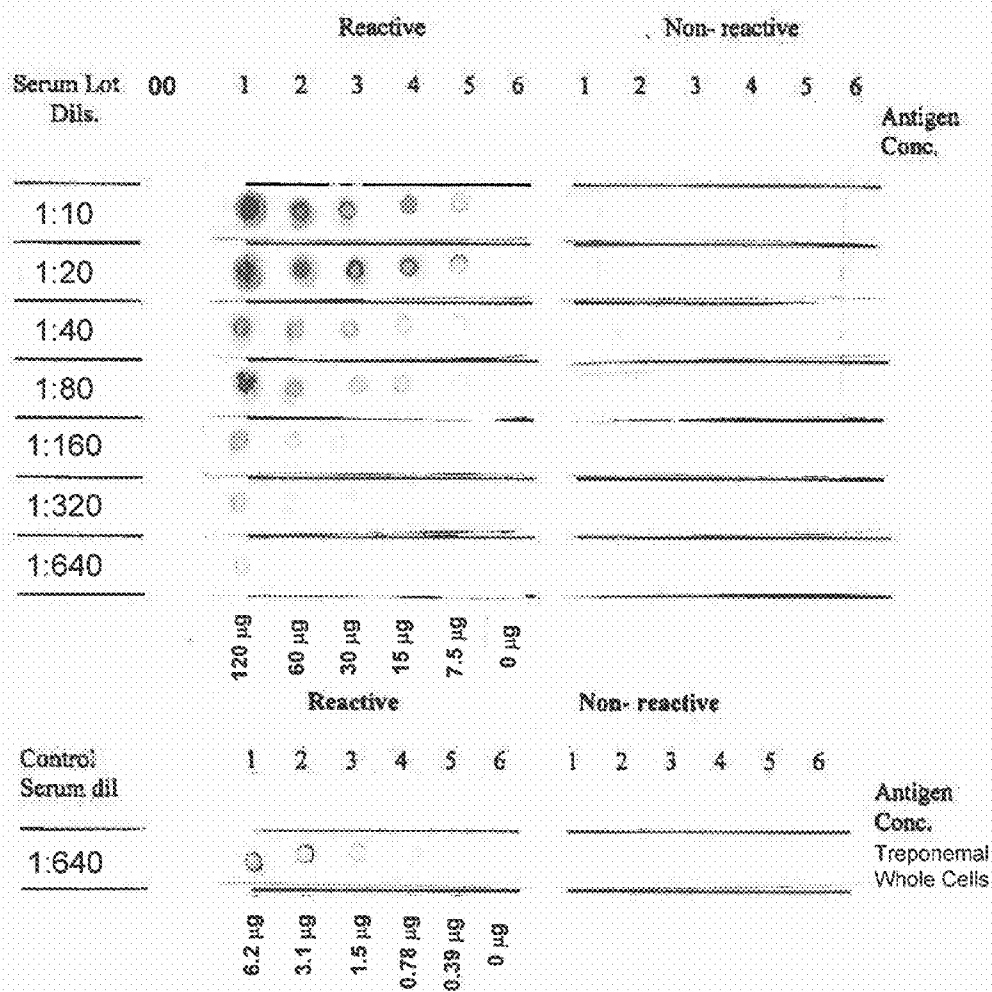 Reactive Non- reactive
Serum Lot 00 1 2 3 4 5 6 1 2 3 4 5 6
Dils.
Antigen
Conc.
1:10
1:20
1:40
1:80
1:160
1:320
1:640
120 µg 60 µg 30 µg 15 µg 7.5 µg 0 µg
Reactive Non- reactive
Control 1 2 3 4 5 6 1 2 3 4 5 6
Serum dil
Antigen
Conc.
1:640 Treponemal
Whole Cells
6.2 µg 3.1 µg 1.5 µg 0.78 µg 0.39 µg 0 µg